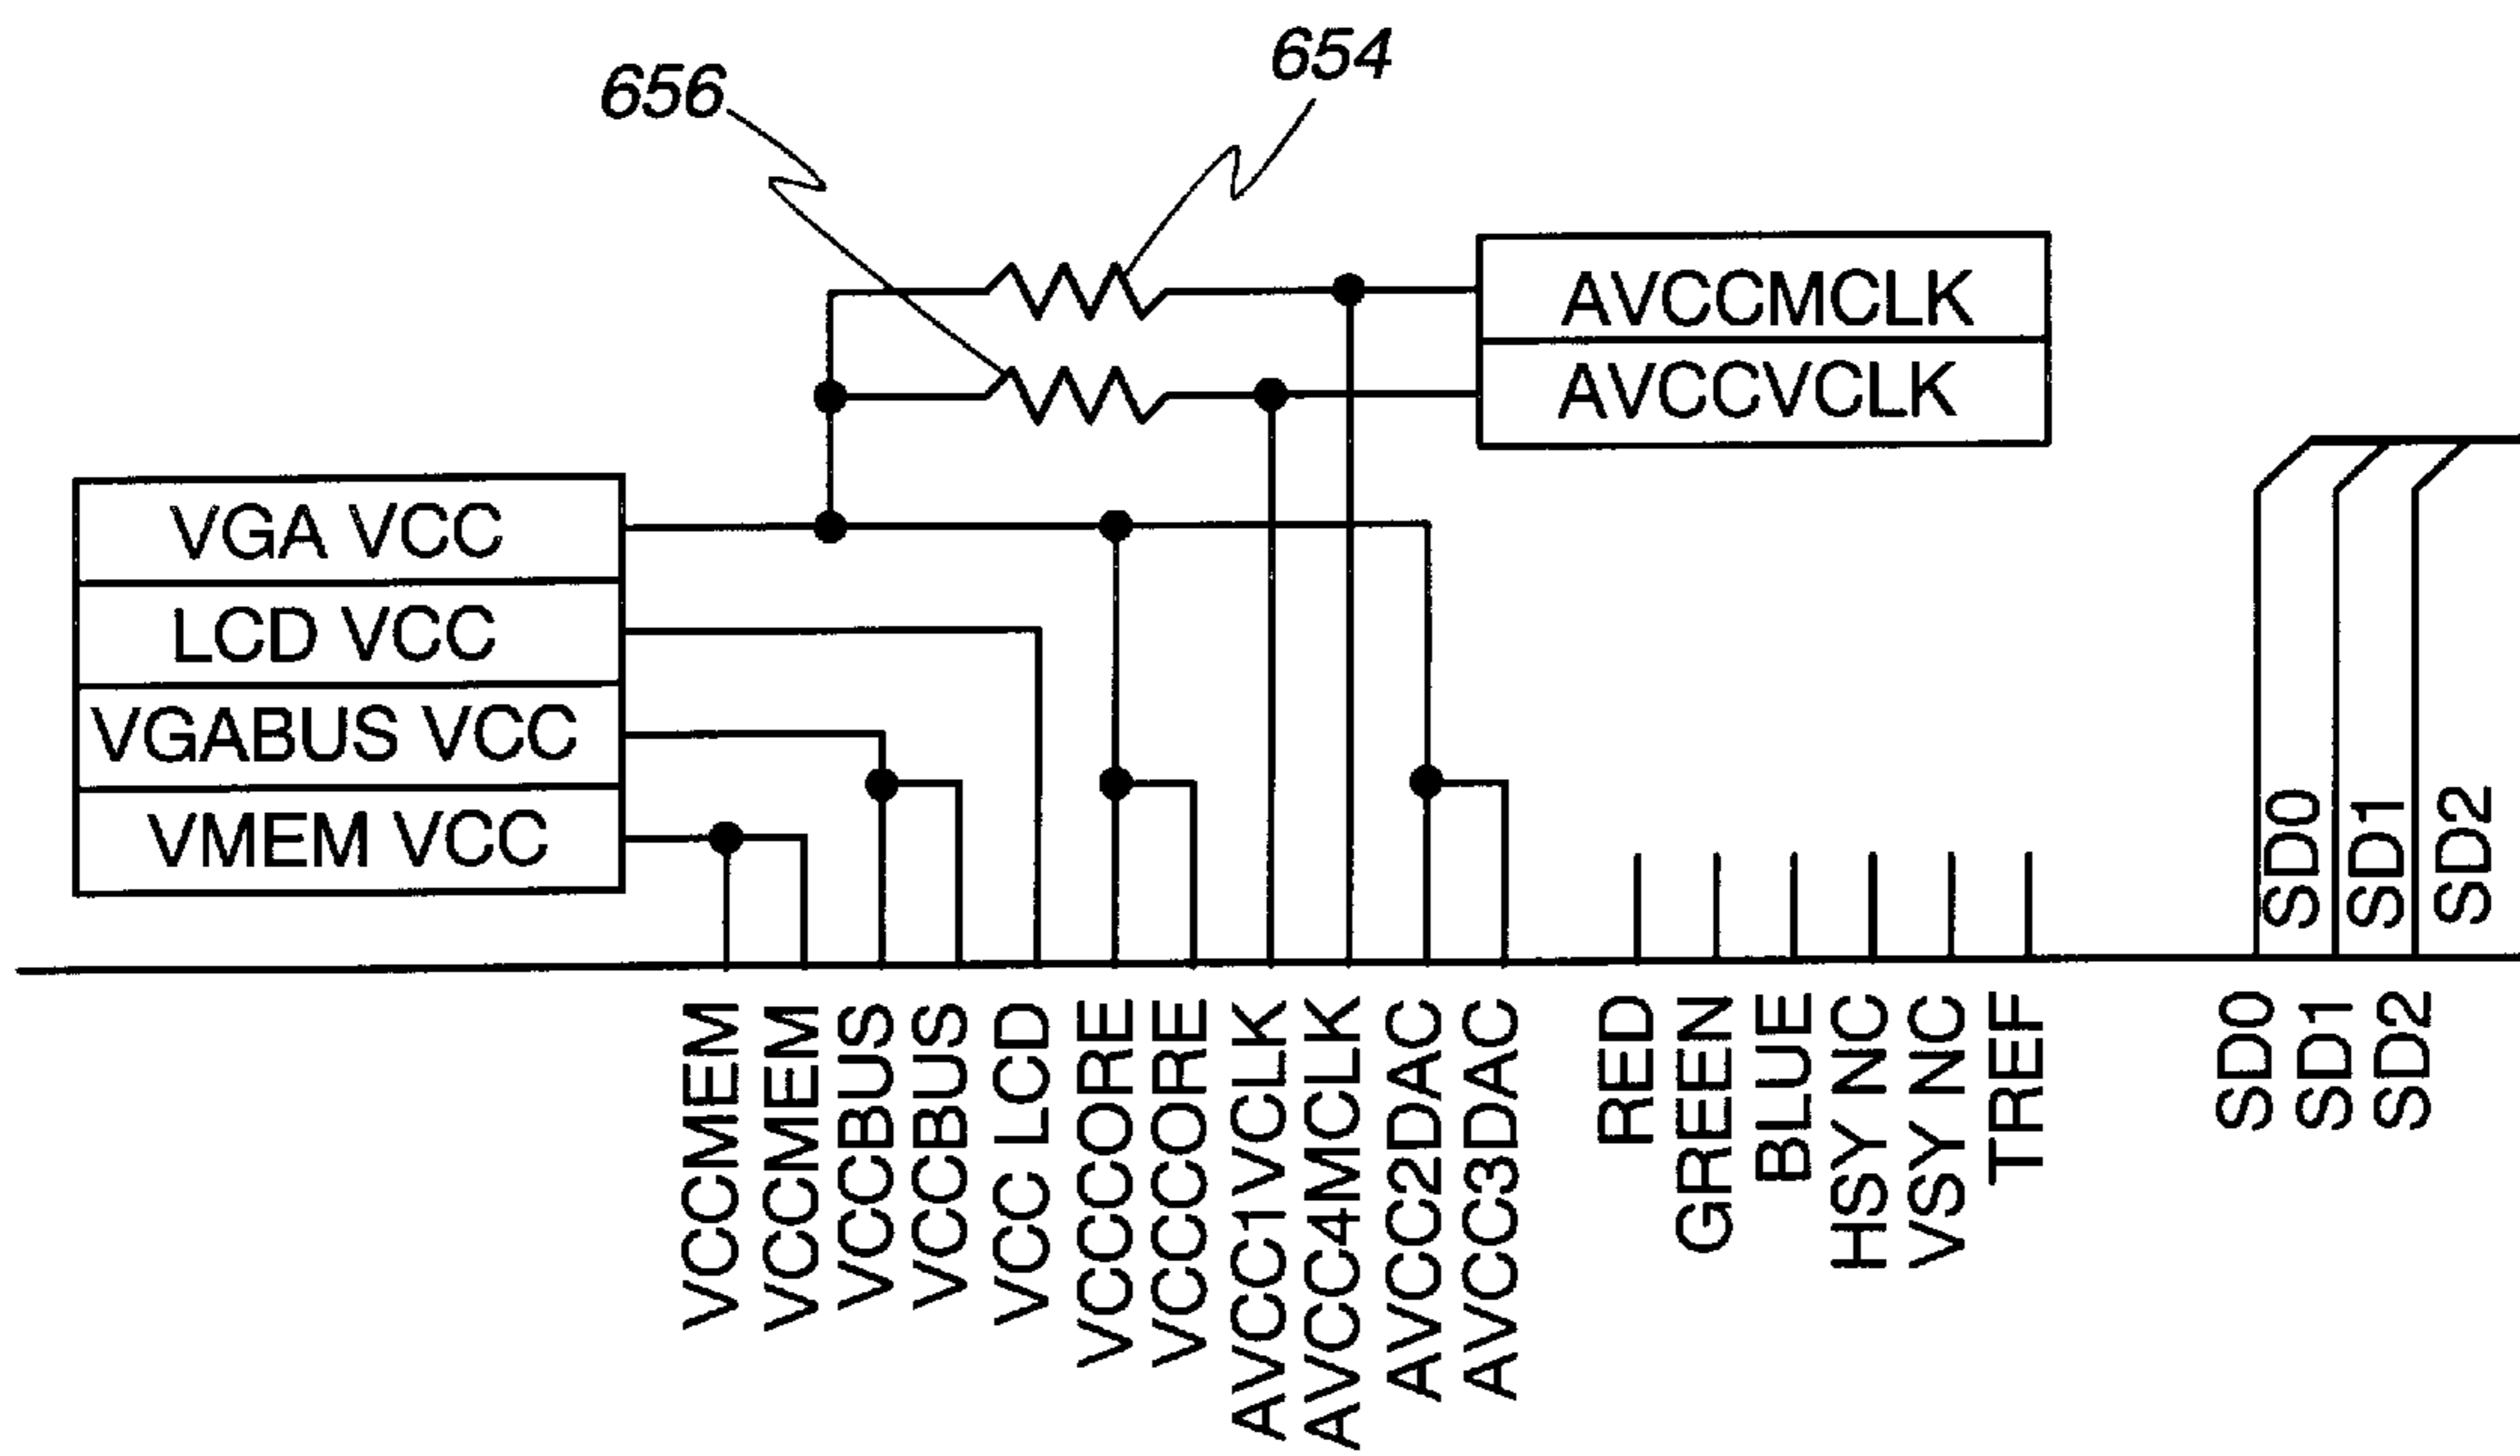 654
656
AVCCMCLK
AVCCVCLK
VGA VCC
LCD VCC
VGABUS VCC
VMEM VCC
SD0
SD1
SD2
VCCMEM
VCCMEM
VCCBUS
VCCBUS
VCC LCD
VCCCORE
VCCCORE
AVCC1VCLK
AVCC4MCLK
AVCC2DAC
AVCC3DAC
RED
GREEN
BLUE
HSY NC
VSY NC
TREF
SD0
SD1
SD2